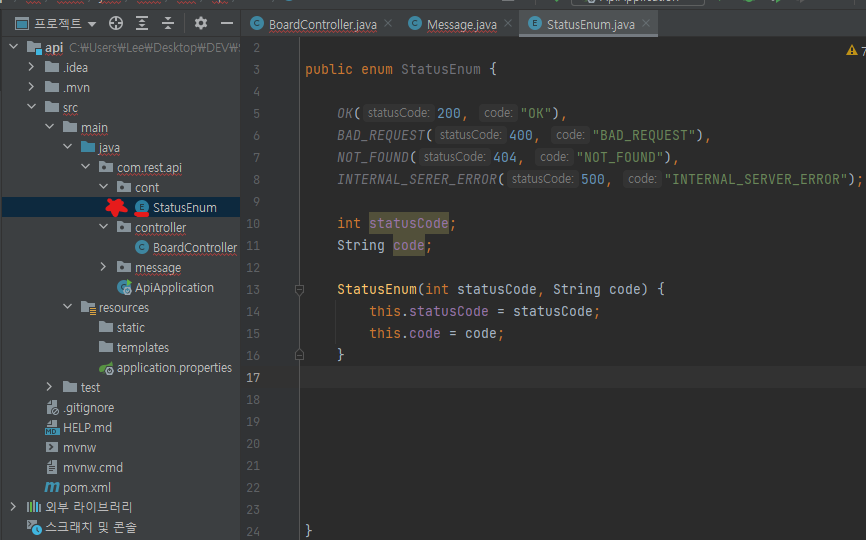 프로젝트
BoardController.java
Message.java
StatusEnum.java
api C:\Users\Lee\Desktop\DEV\
.idea
.mvn
src
main
java
com.rest.api
cont
StatusEnum
controller
BoardController
message
ApiApplication
resources
static
templates
application.properties
test
.gitignore
HELP.md
mvnw
mvnw.cmd
pom.xml
외부 라이브러리
스크래치 및 콘솔
2
3 public enum StatusEnum {
4
5 OK( statusCode: 200, code: "OK"),
6 BAD_REQUEST( statusCode: 400, code: "BAD_REQUEST"),
7 NOT_FOUND( statusCode: 404, code: "NOT_FOUND"),
8 INTERNAL_SERER_ERROR( statusCode: 500, code: "INTERNAL_SERVER_ERROR");
9
10 int statusCode;
11 String code;
12
13 StatusEnum(int statusCode, String code) {
14 this.statusCode = statusCode;
15 this.code = code;
16 }
17
18
19
20
21
22
23
24 }
7